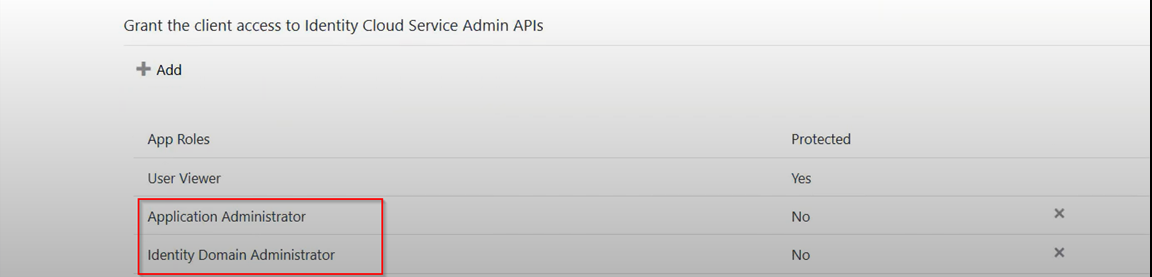 Grant the client access to Identity Cloud Service Admin APIs
Add
App Roles Protected
User Viewer Yes
Application Administrator No
Identity Domain Administrator No